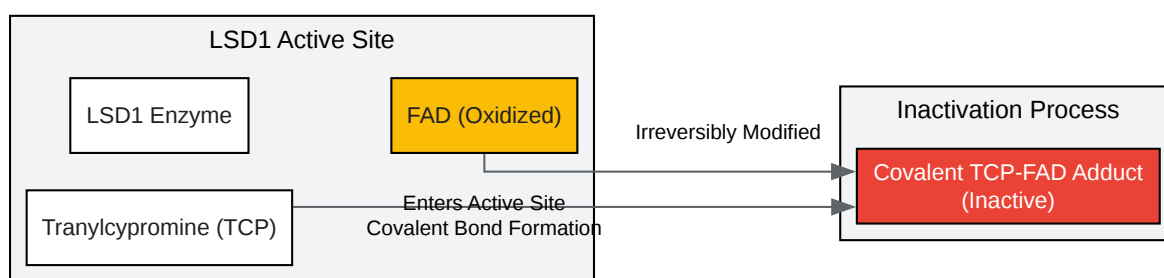 LSD1 Active Site
LSD1 Enzyme
FAD (Oxidized)
Tranylcypromine (TCP)
Irreversibly Modified
Enters Active Site
Covalent Bond Formation
Inactivation Process
Covalent TCP-FAD Adduct
(Inactive)